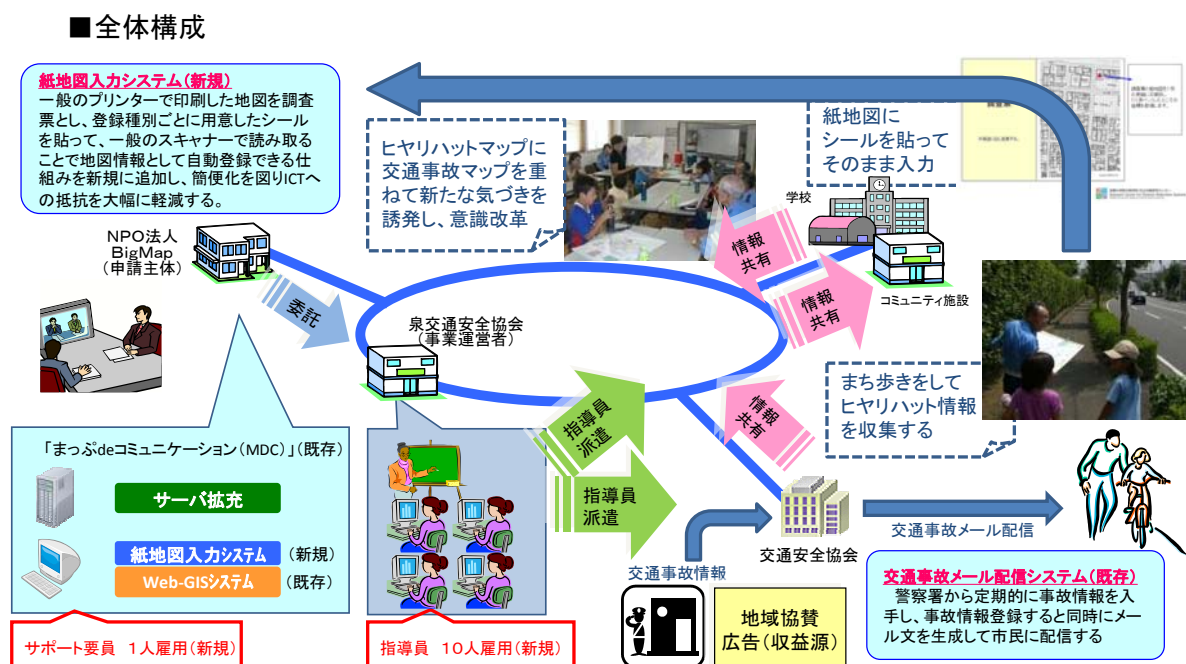 ■全体構成
紙地図入力システム(新規)
一般のプリンターで印刷した地図を調査
票とし、登録種別ごとに用意したシール
を貼って、一般のスキャナーで読み取る
ことで地図情報として自動登録できる仕
組みを新規に追加し、簡便化を図りICTへ
の抵抗を大幅に軽減する。
ヒヤリハットマップに
交通事故マップを重
ねて新たな気づきを
誘発し、意識改革
紙地図に
シールを貼って
そのまま入力
学校
情報
共有
情報
共有
コミュニティ施設
NPO法人
BigMap
(申請主体)
委託
泉交通安全協会
(事業運営者)
まち歩きをして
ヒヤリハット情報
を収集する
情報
共有
指導員
派遣
指導員
派遣
「まっぷdeコミュニケーション(MDC)」(既存)
サーバ拡充
紙地図入力システム
(新規)
Web-GISシステム
(既存)
サポート要員 1人雇用(新規)
指導員 10人雇用(新規)
交通安全協会
交通事故メール配信
交通事故情報
地域協賛
広告(収益源)
交通事故メール配信システム(既存)
警察署から定期的に事故情報を入
手し、事故情報登録すると同時にメー
ル文を生成して市民に配信する